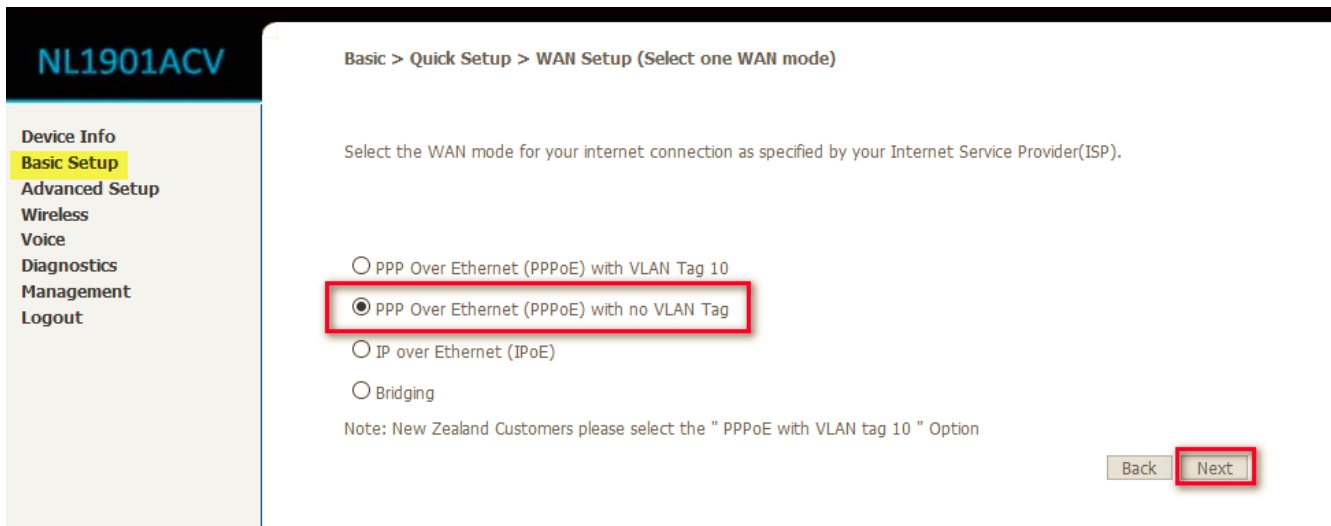 NL1901ACV
Basic > Quick Setup > WAN Setup (Select one WAN mode)
Device Info
Basic Setup
Advanced Setup
Wireless
Voice
Diagnostics
Management
Logout
Select the WAN mode for your internet connection as specified by your Internet Service Provider(ISP).
PPP Over Ethernet (PPPoE) with VLAN Tag 10
PPP Over Ethernet (PPPoE) with no VLAN Tag
IP over Ethernet (IPoE)
Bridging
Note: New Zealand Customers please select the " PPPoE with VLAN tag 10 " Option
Back Next